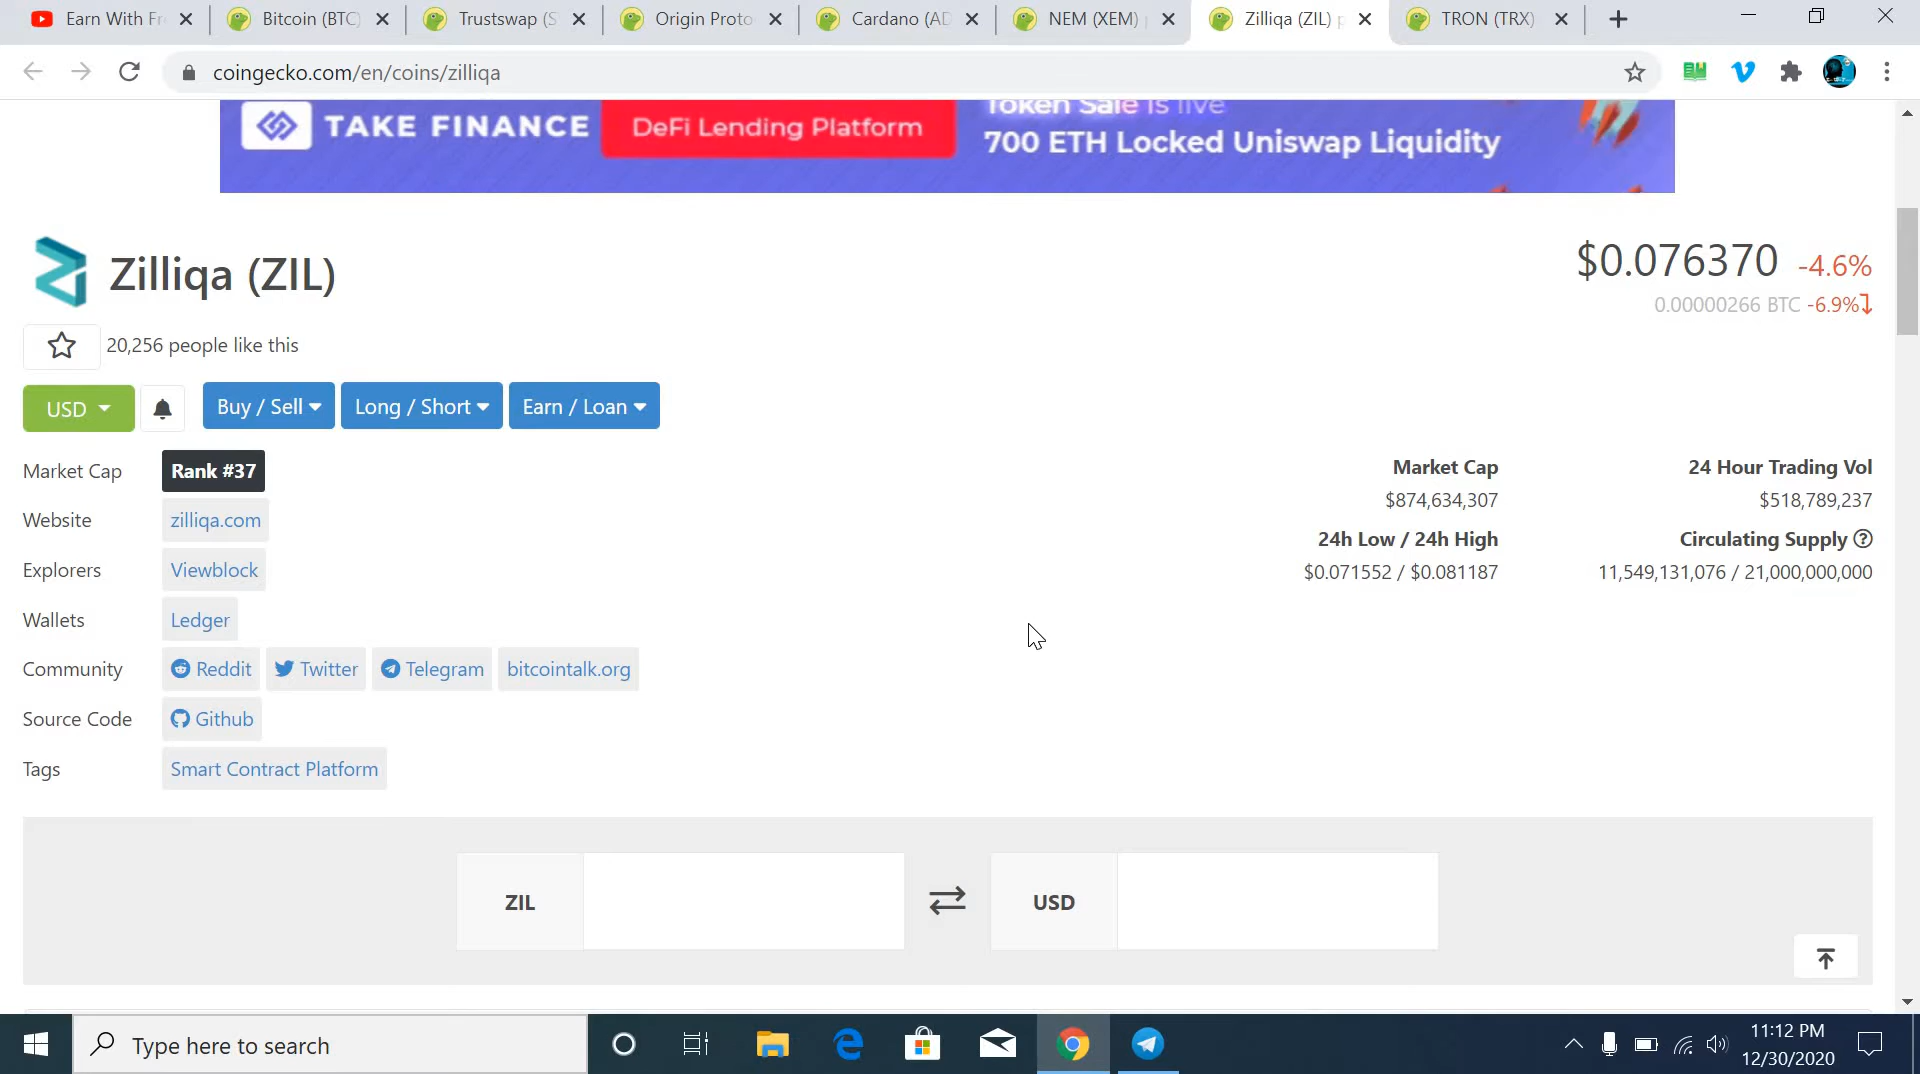 Earn With Fr
Bitcoin (BTC
Trustswap (S
Origin Proto
Cardano (AD
NEM (XEM)
Zilliqa (ZIL) p
TRON (TRX)
coingecko.com/en/coins/zilliqa
TAKE FINANCE
DeFi Lending Platform
Token Sale is live
700 ETH Locked Uniswap Liquidity
Zilliqa (ZIL)
$0.076370 -4.6%
0.00000266 BTC -6.9%
20,256 people like this
USD
Buy / Sell
Long / Short
Earn / Loan
Market Cap Rank #37
Website zilliqa.com
Explorers Viewblock
Wallets Ledger
Community Reddit Twitter Telegram bitcointalk.org
Source Code Github
Tags Smart Contract Platform
Market Cap
$874,634,307
24 Hour Trading Vol
$518,789,237
24h Low / 24h High
$0.071552 / $0.081187
Circulating Supply ?
11,549,131,076 / 21,000,000,000
ZIL
USD
Type here to search
11:12 PM
12/30/2020